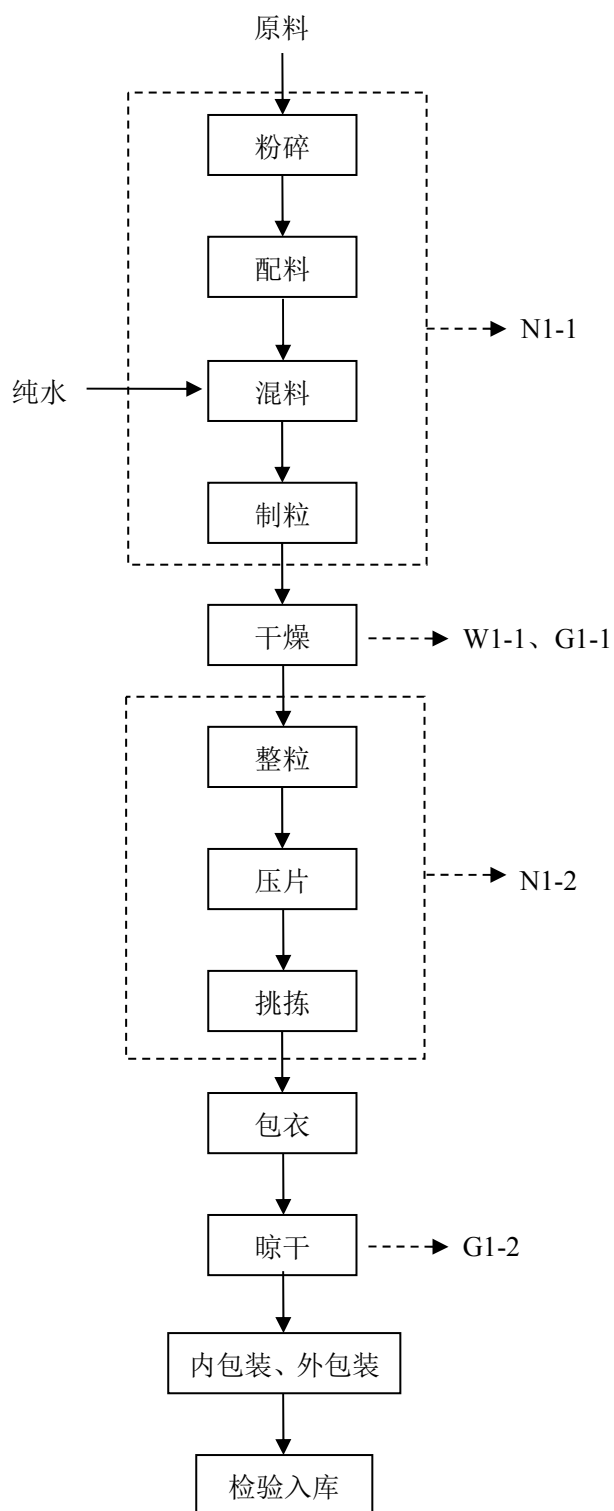 原料
粉碎
配料
N1-1
纯水
混料
制粒
干燥
W1-1、G1-1
整粒
压片
N1-2
挑拣
包衣
晾干
G1-2
内包装、外包装
检验入库